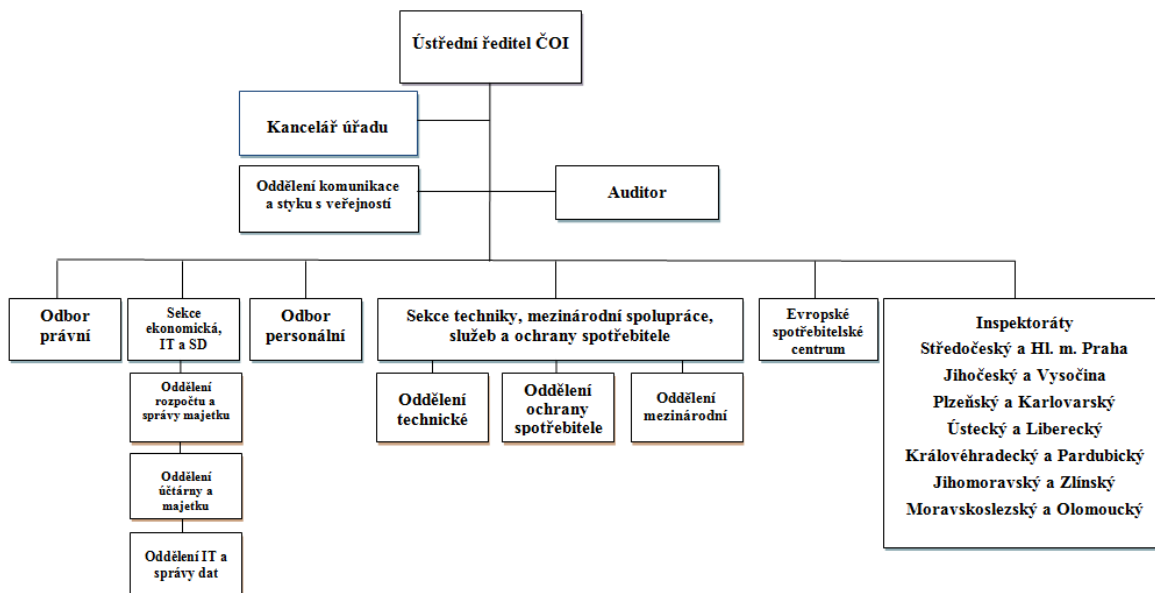 Ústřední ředitel ČOI
Kancelář úřadu
Oddělení komunikace
a styku s veřejností
Auditor
Odbor
právní
Sekce
ekonomická,
IT a SD
Odbor
personální
Sekce techniky, mezinárodní spolupráce,
služeb a ochrany spotřebitele
Evropské
spotřebitelské
centrum
Inspektoráty
Středočeský a Hl. m. Praha
Jihočeský a Vysočina
Plzeňský a Karlovarský
Ústecký a Liberecký
Královéhradecký a Pardubický
Jihomoravský a Zlínský
Moravskoslezský a Olomoucký
Oddělení
rozpočtu a
správy majetku
Oddělení
technické
Oddělení
ochrany
spotřebitele
Oddělení
mezinárodní
Oddělení
účtárny a
majetku
Oddělení IT a
správy dat